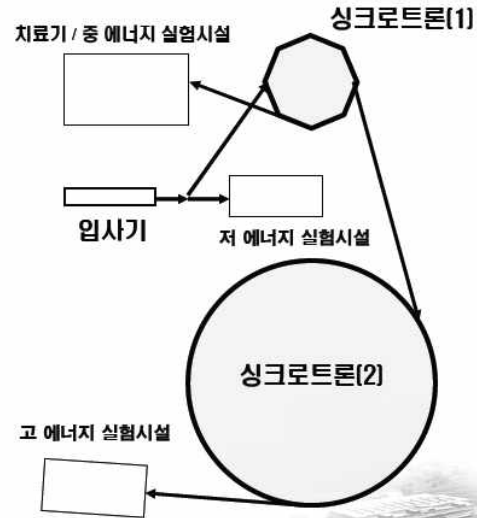 싱크로트론(1)
치료기 / 중 에너지 실험시설
입사기
저 에너지 실험시설
싱크로트론(2)
고 에너지 실험시설